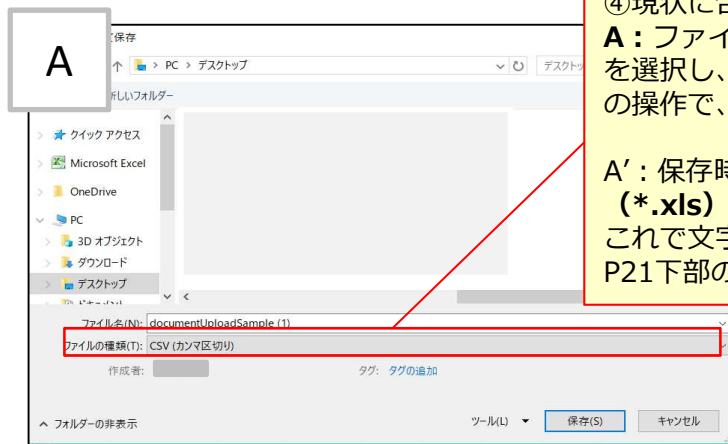 A
て保存
↑ > PC > デスクトップ
デスクトッ
新しいフォルダー
クイック アクセス
Microsoft Excel
OneDrive
PC
3D オブジェクト
ダウンロード
デスクトップ
ファイル名(N): documentUploadSample (1)
ファイルの種類(T): CSV (カンマ区切り)
作成者:
タグ: タグの追加
フォルダーの非表示
ツール(L)
保存(S)
キャンセル
④現状に合
A：ファイ
を選択し、
の操作で、
A′：保存時
（*.xls）
これで文字
P21下部の